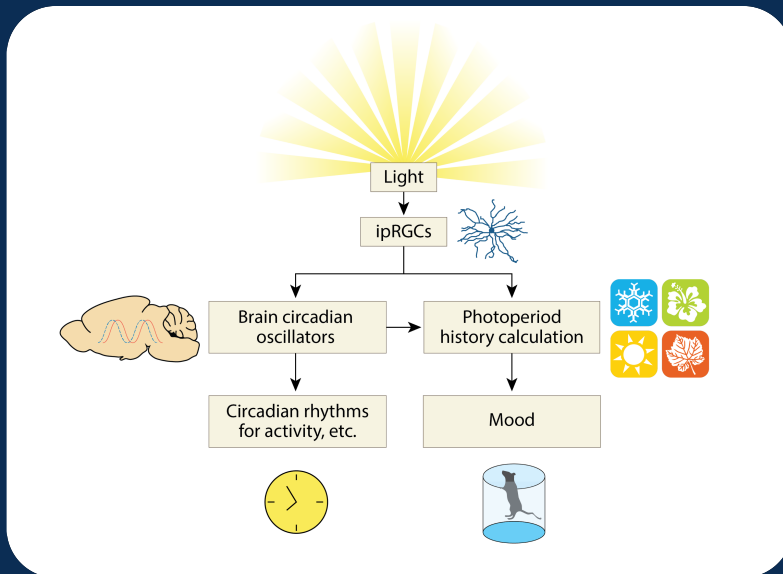 Light
ipRGCs
Brain circadian
oscillators
Photoperiod
history calculation
Circadian rhythms
for activity, etc.
Mood